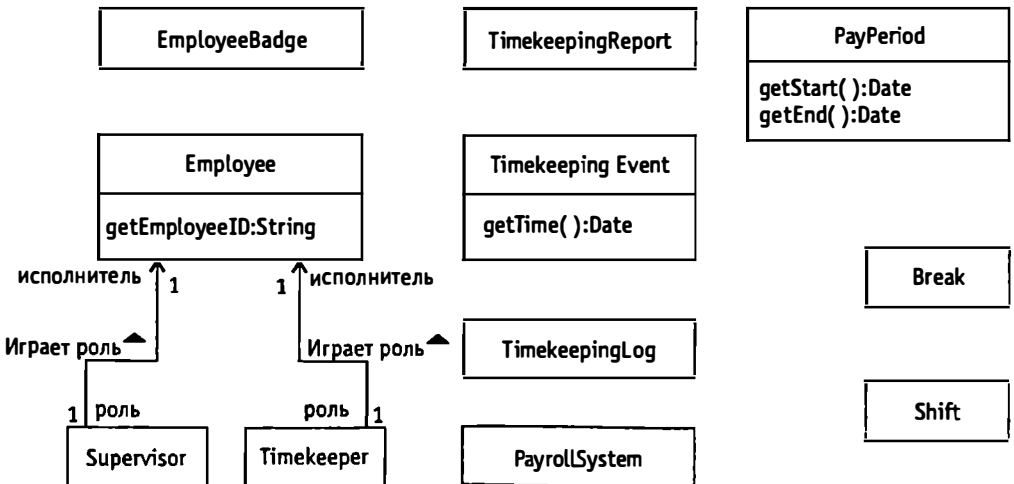 EmployeeBadge
TimekeepingReport
PayPeriod
getStart( ):Date
getEnd( ):Date
Employee
getEmployeeID:String
Timekeeping Event
getTime( ):Date
исполнитель
1
1
исполнитель
Break
Играет роль
Играет роль
TimekeepingLog
1
роль
роль
1
Shift
Supervisor
Timekeeper
PayrollSystem